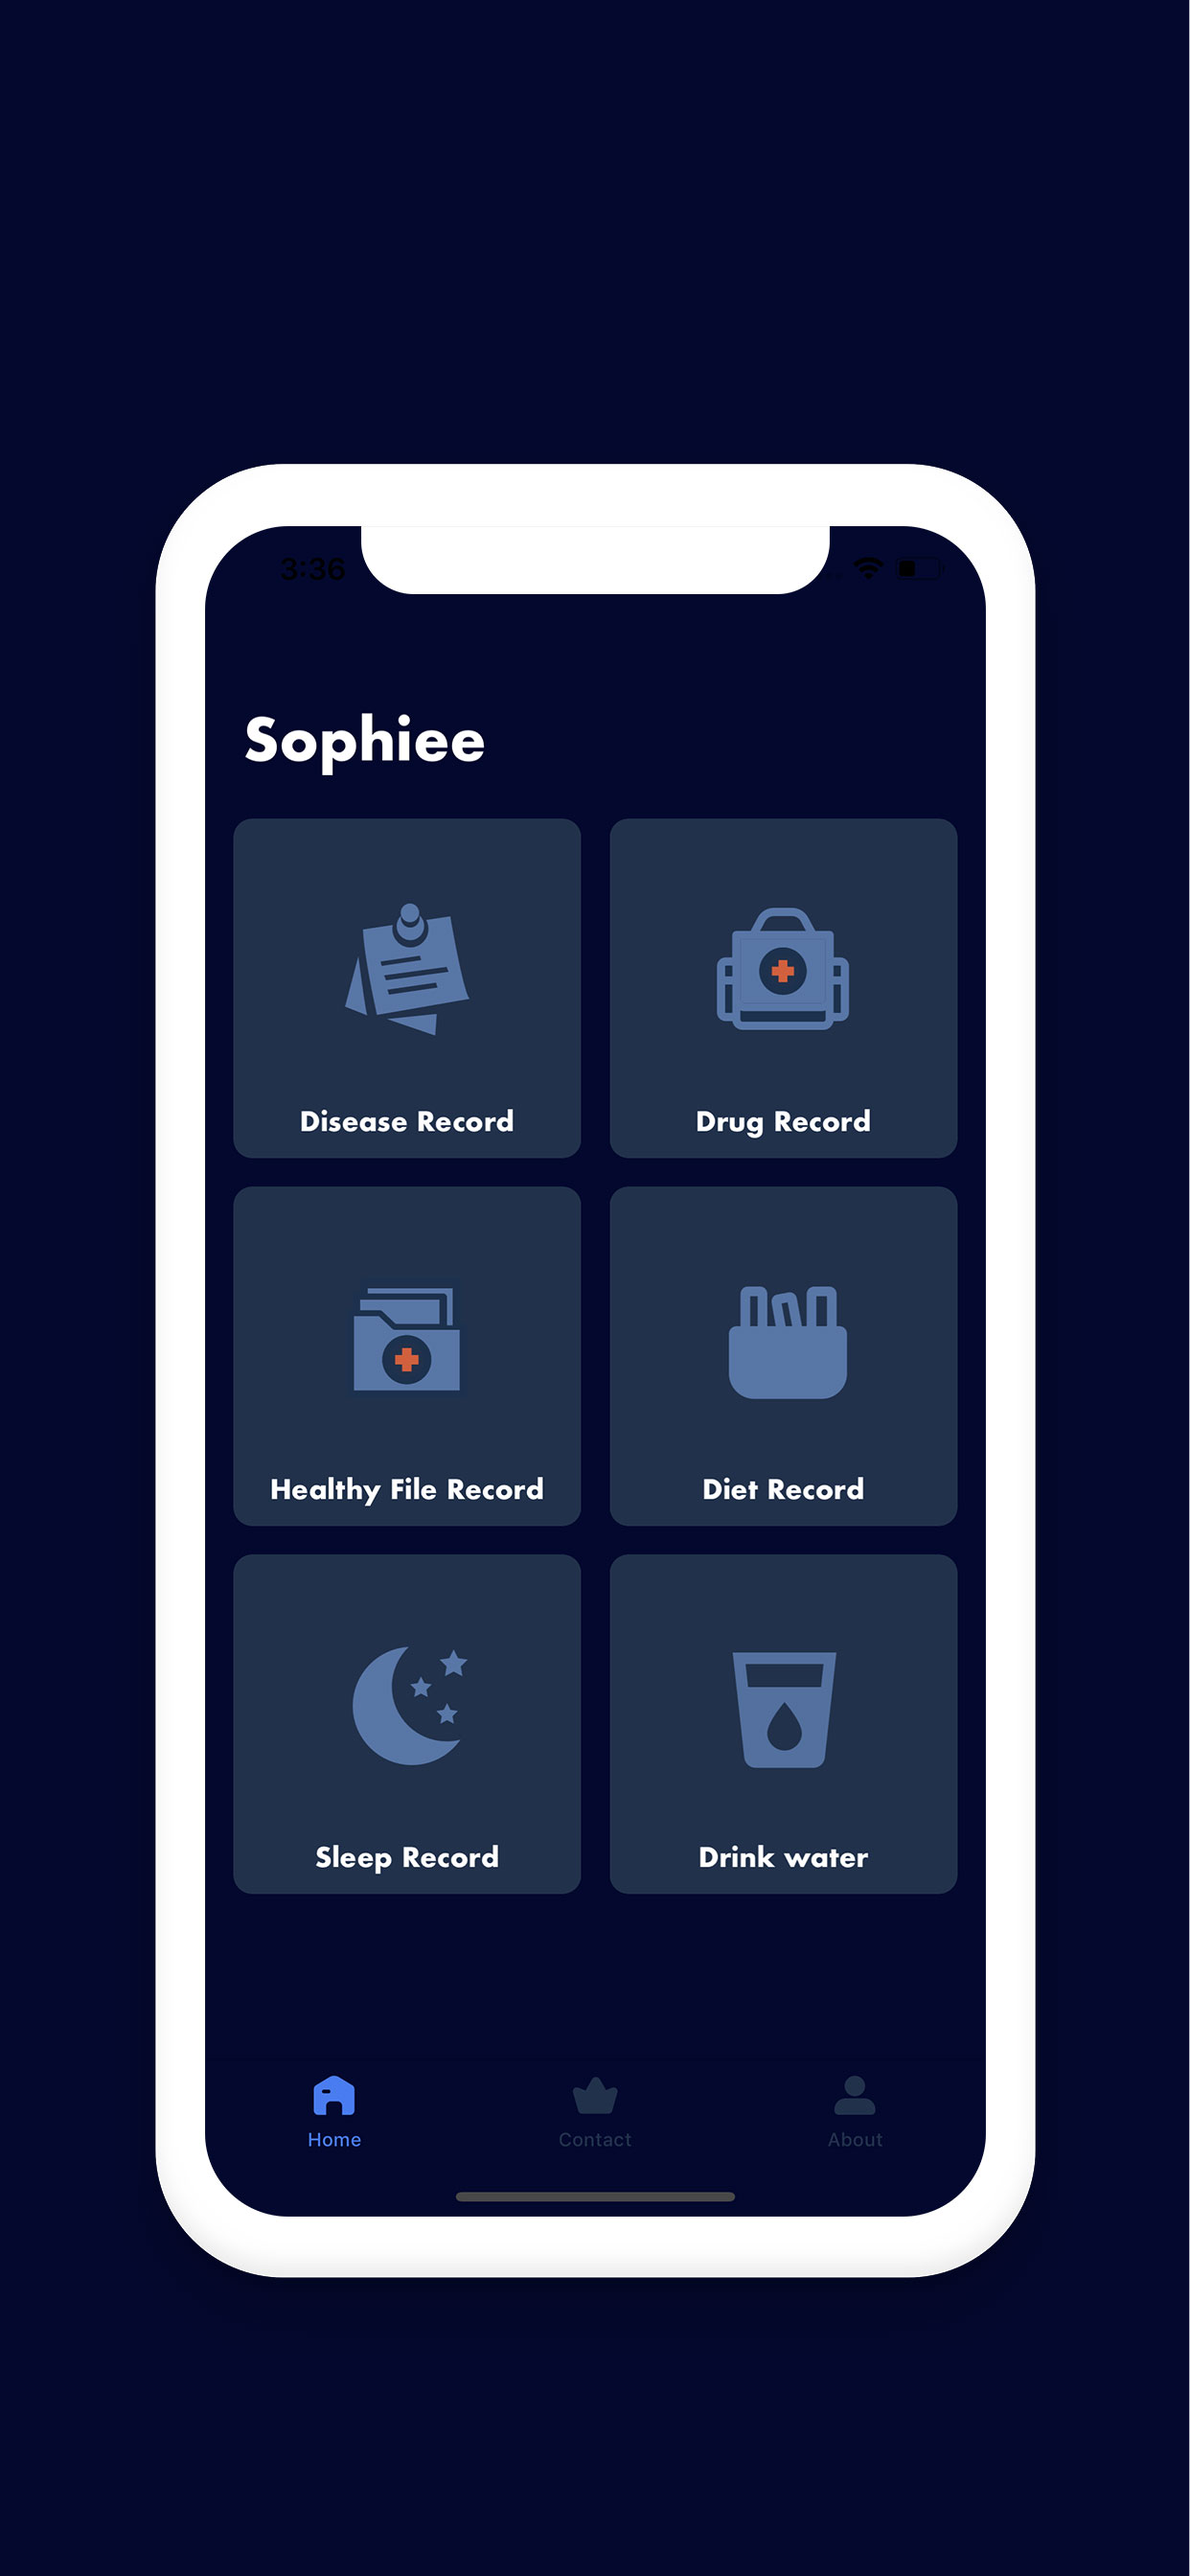 3:36
Sophiee
Disease Record
Drug Record
Healthy File Record
Diet Record
Sleep Record
Drink water
Home
Contact
About